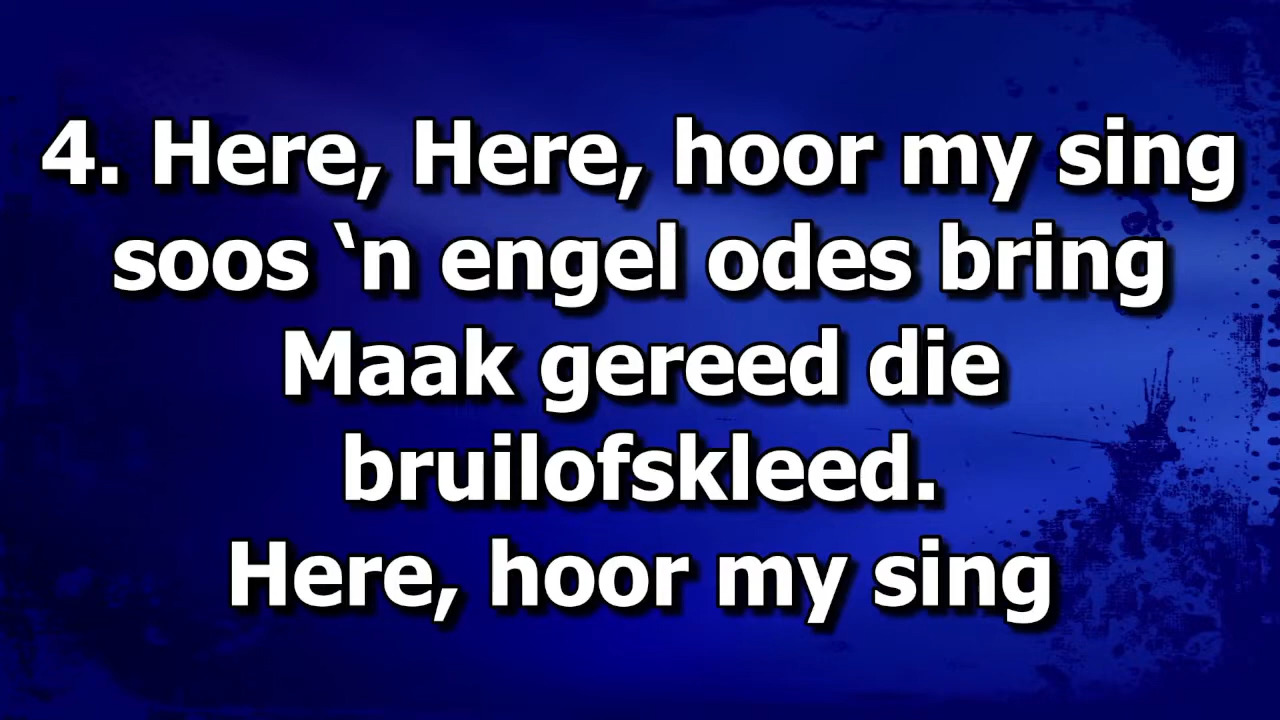 4. Here, Here, hoor my sing
soos ‘n engel odes bring
Maak gereed die
bruilofskleed.
Here, hoor my sing